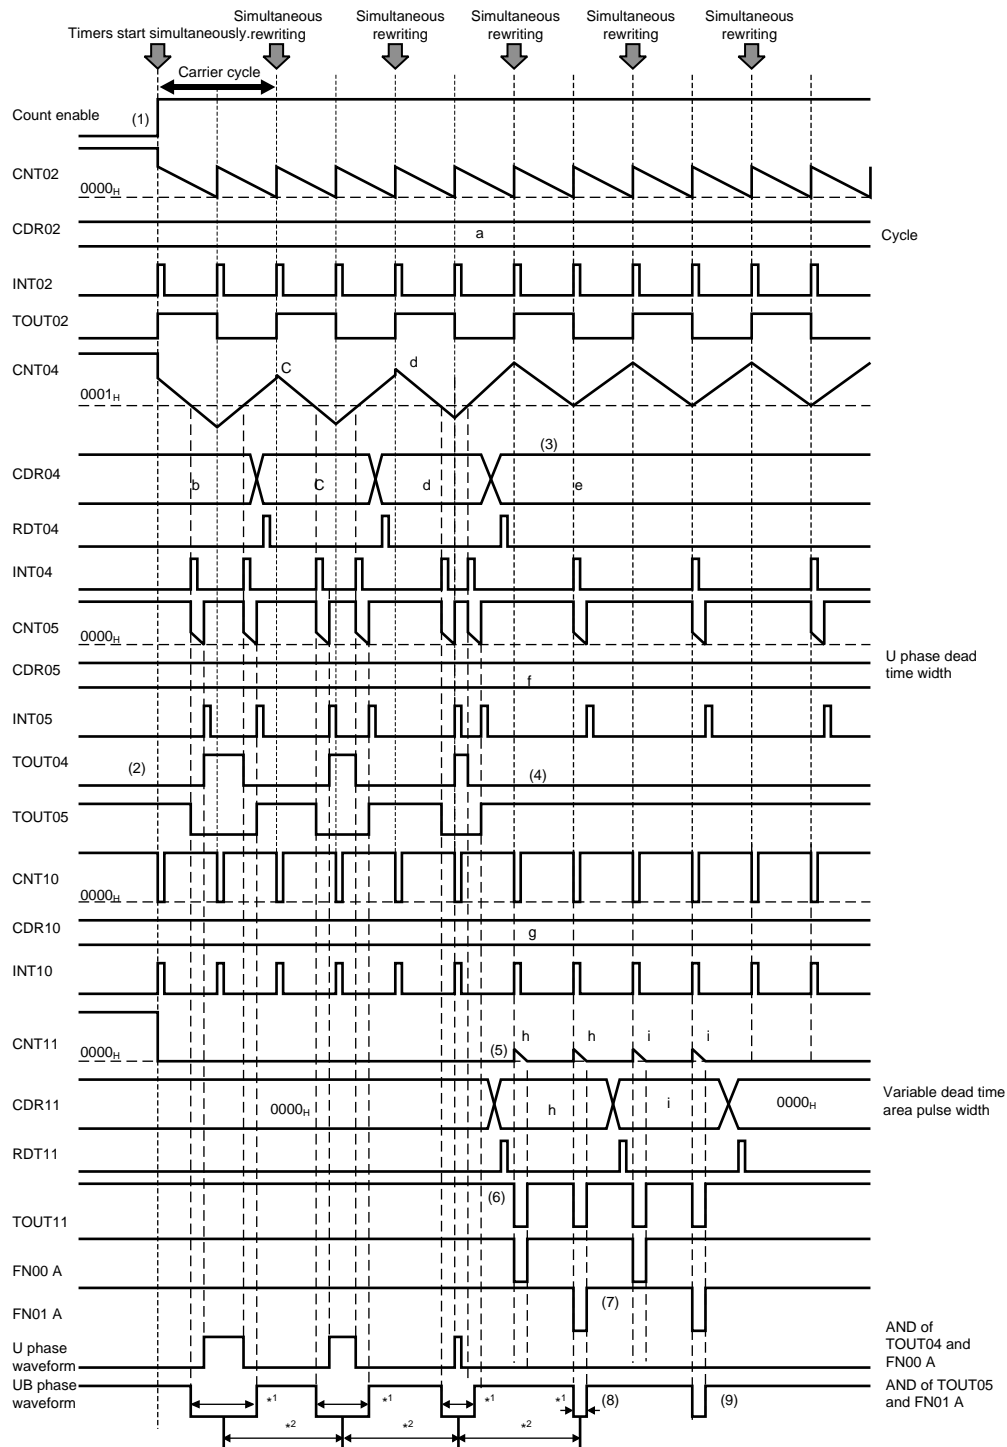 Simultaneous rewriting
Simultaneous rewriting
Simultaneous rewriting
Simultaneous rewriting
Simultaneous rewriting
Timers start simultaneously.
Carrier cycle
Count enable
(1)
CNT02
0000H
CDR02
a
Cycle
INT02
TOUT02
CNT04
C
d
0001H
(3)
CDR04
b
C
d
e
RDT04
INT04
CNT05
0000H
CDR05
f
U phase dead
time width
INT05
TOUT04
(2)
(4)
TOUT05
CNT10
0000H
CDR10
g
INT10
CNT11
0000H
(5)
h
h
i
i
CDR11
0000H
h
i
0000H
Variable dead time
area pulse width
RDT11
(6)
TOUT11
FN00 A
FN01 A
(7)
U phase
waveform
AND of
TOUT04 and
FN00 A
UB phase
waveform
*1
*1
*1
*1
(8)
(9)
AND of TOUT05
and FN01 A
*2
*2
*2